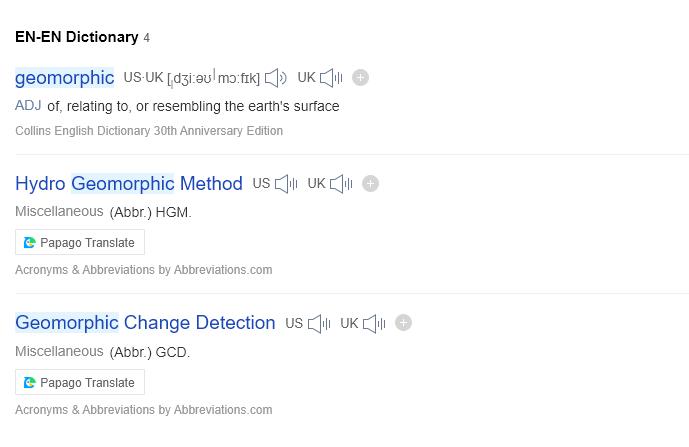 EN-EN Dictionary 4
geomorphic US·UK [ˌdʒiːəʊˈmɔːfɪk] UK
ADJ of, relating to, or resembling the earth's surface
Collins English Dictionary 30th Anniversary Edition
Hydro Geomorphic Method US UK
Miscellaneous (Abbr.) HGM.
Papago Translate
Acronyms & Abbreviations by Abbreviations.com
Geomorphic Change Detection US UK
Miscellaneous (Abbr.) GCD.
Papago Translate
Acronyms & Abbreviations by Abbreviations.com